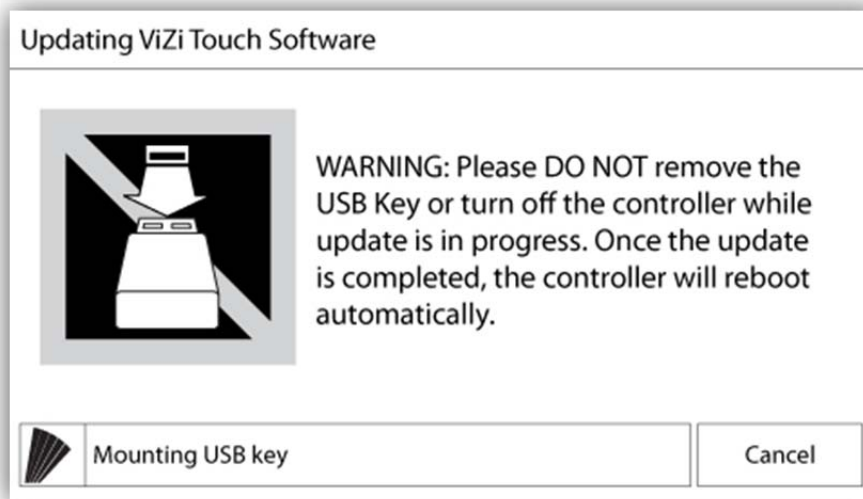 Updating ViZi Touch Software
WARNING: Please DO NOT remove the
USB Key or turn off the controller while
update is in progress. Once the update
is completed, the controller will reboot
automatically.
Mounting USB key
Cancel